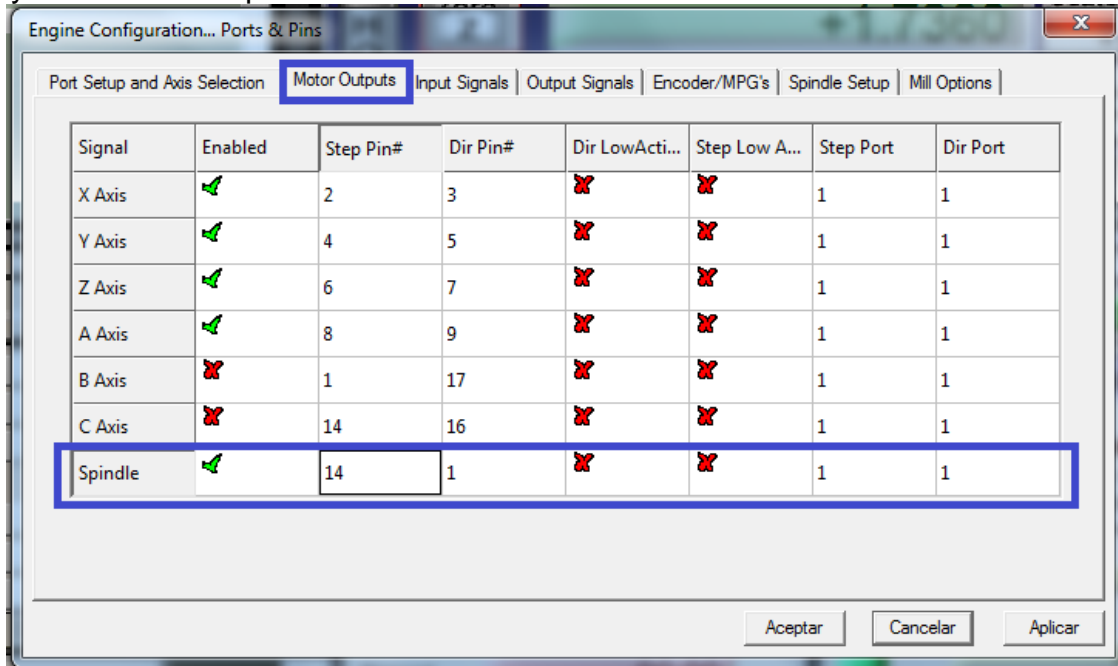 Engine Configuration... Ports & Pins
+1.7360
Port Setup and Axis Selection Motor Outputs Input Signals Output Signals Encoder/MPG's Spindle Setup Mill Options
Signal Enabled Step Pin# Dir Pin# Dir LowActi... Step Low A... Step Port Dir Port
X Axis 2 3 1 1
Y Axis 4 5 1 1
Z Axis 6 7 1 1
A Axis 8 9 1 1
B Axis 1 17 1 1
C Axis 14 16 1 1
Spindle 14 1 1 1
Aceptar Cancelar Aplicar